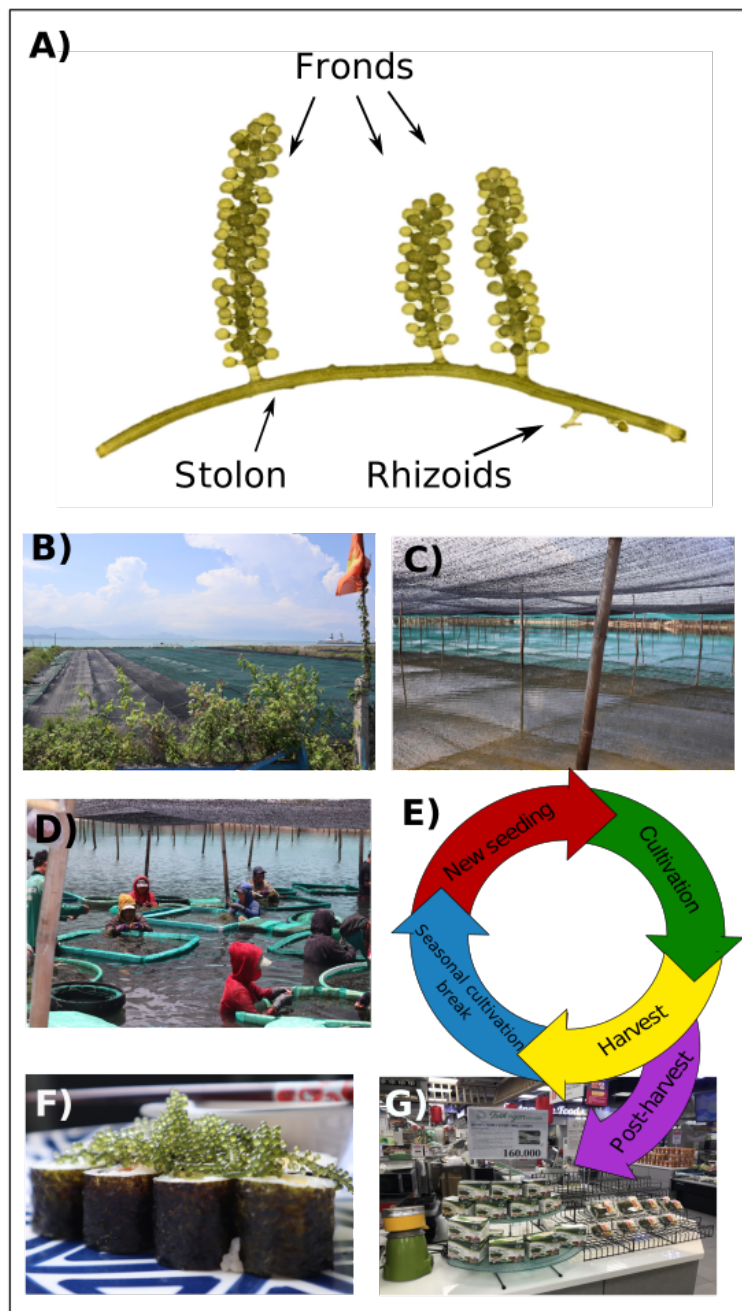 A)
Fronds
Stolon
Rhizoids
B)
C)
D)
E)
New seeding
Cultivation
Harvest
Seasonal cultivation
break
Post-harvest
F)
G)
160.000